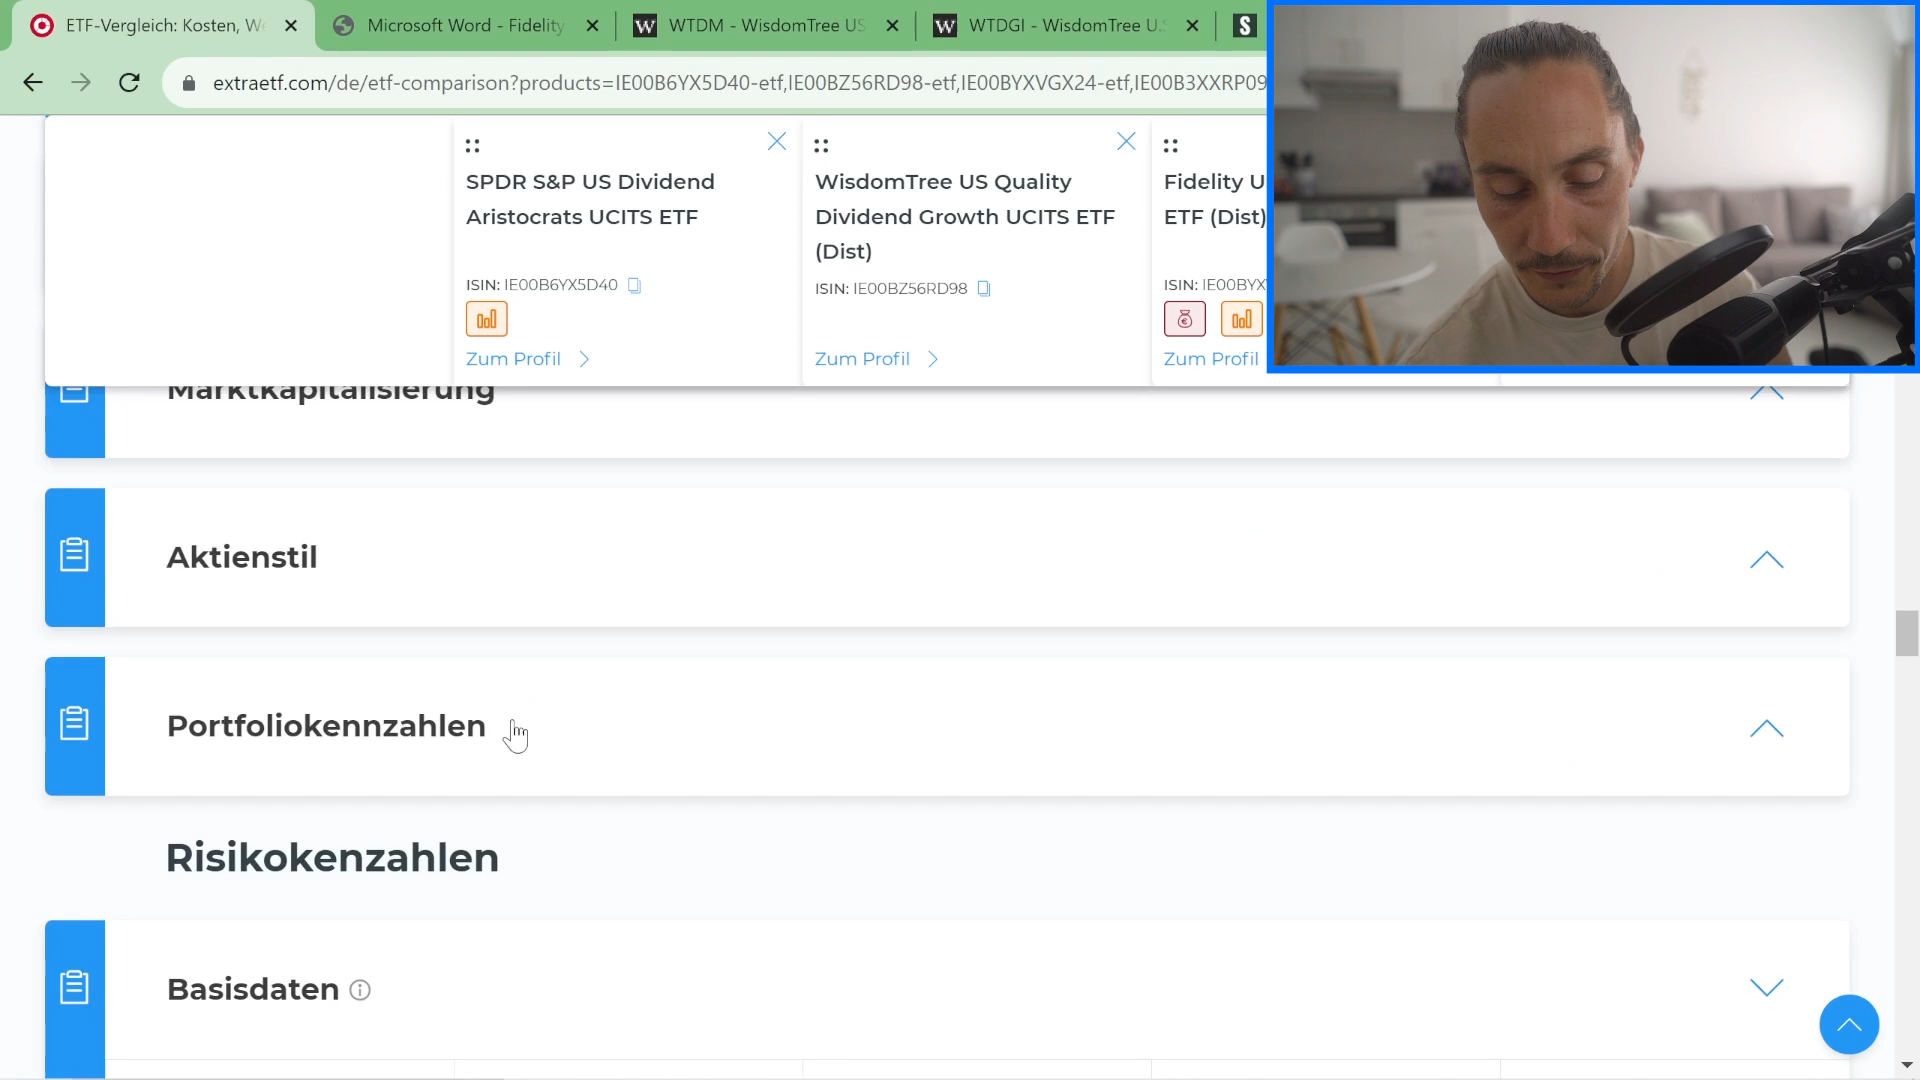 ETF-Vergleich: Kosten, We
Microsoft Word - Fidelity
WTDM - WisdomTree US
WTDGI - WisdomTree U.S
extraetf.com/de/etf-comparison?products=IE00B6YX5D40-etf,IE00BZ56RD98-etf,IE00BYXVGX24-etf,IE00B3XXRP09
SPDR S&P US Dividend
Aristocrats UCITS ETF
ISIN: IE00B6YX5D40
Zum Profil
WisdomTree US Quality
Dividend Growth UCITS ETF
(Dist)
ISIN: IE00BZ56RD98
Zum Profil
Fidelity U
ETF (Dist)
ISIN: IE00BYX
Zum Profil
Marktkapitalisierung
Aktienstil
Portfoliokennzahlen
Risikokenzahlen
Basisdaten